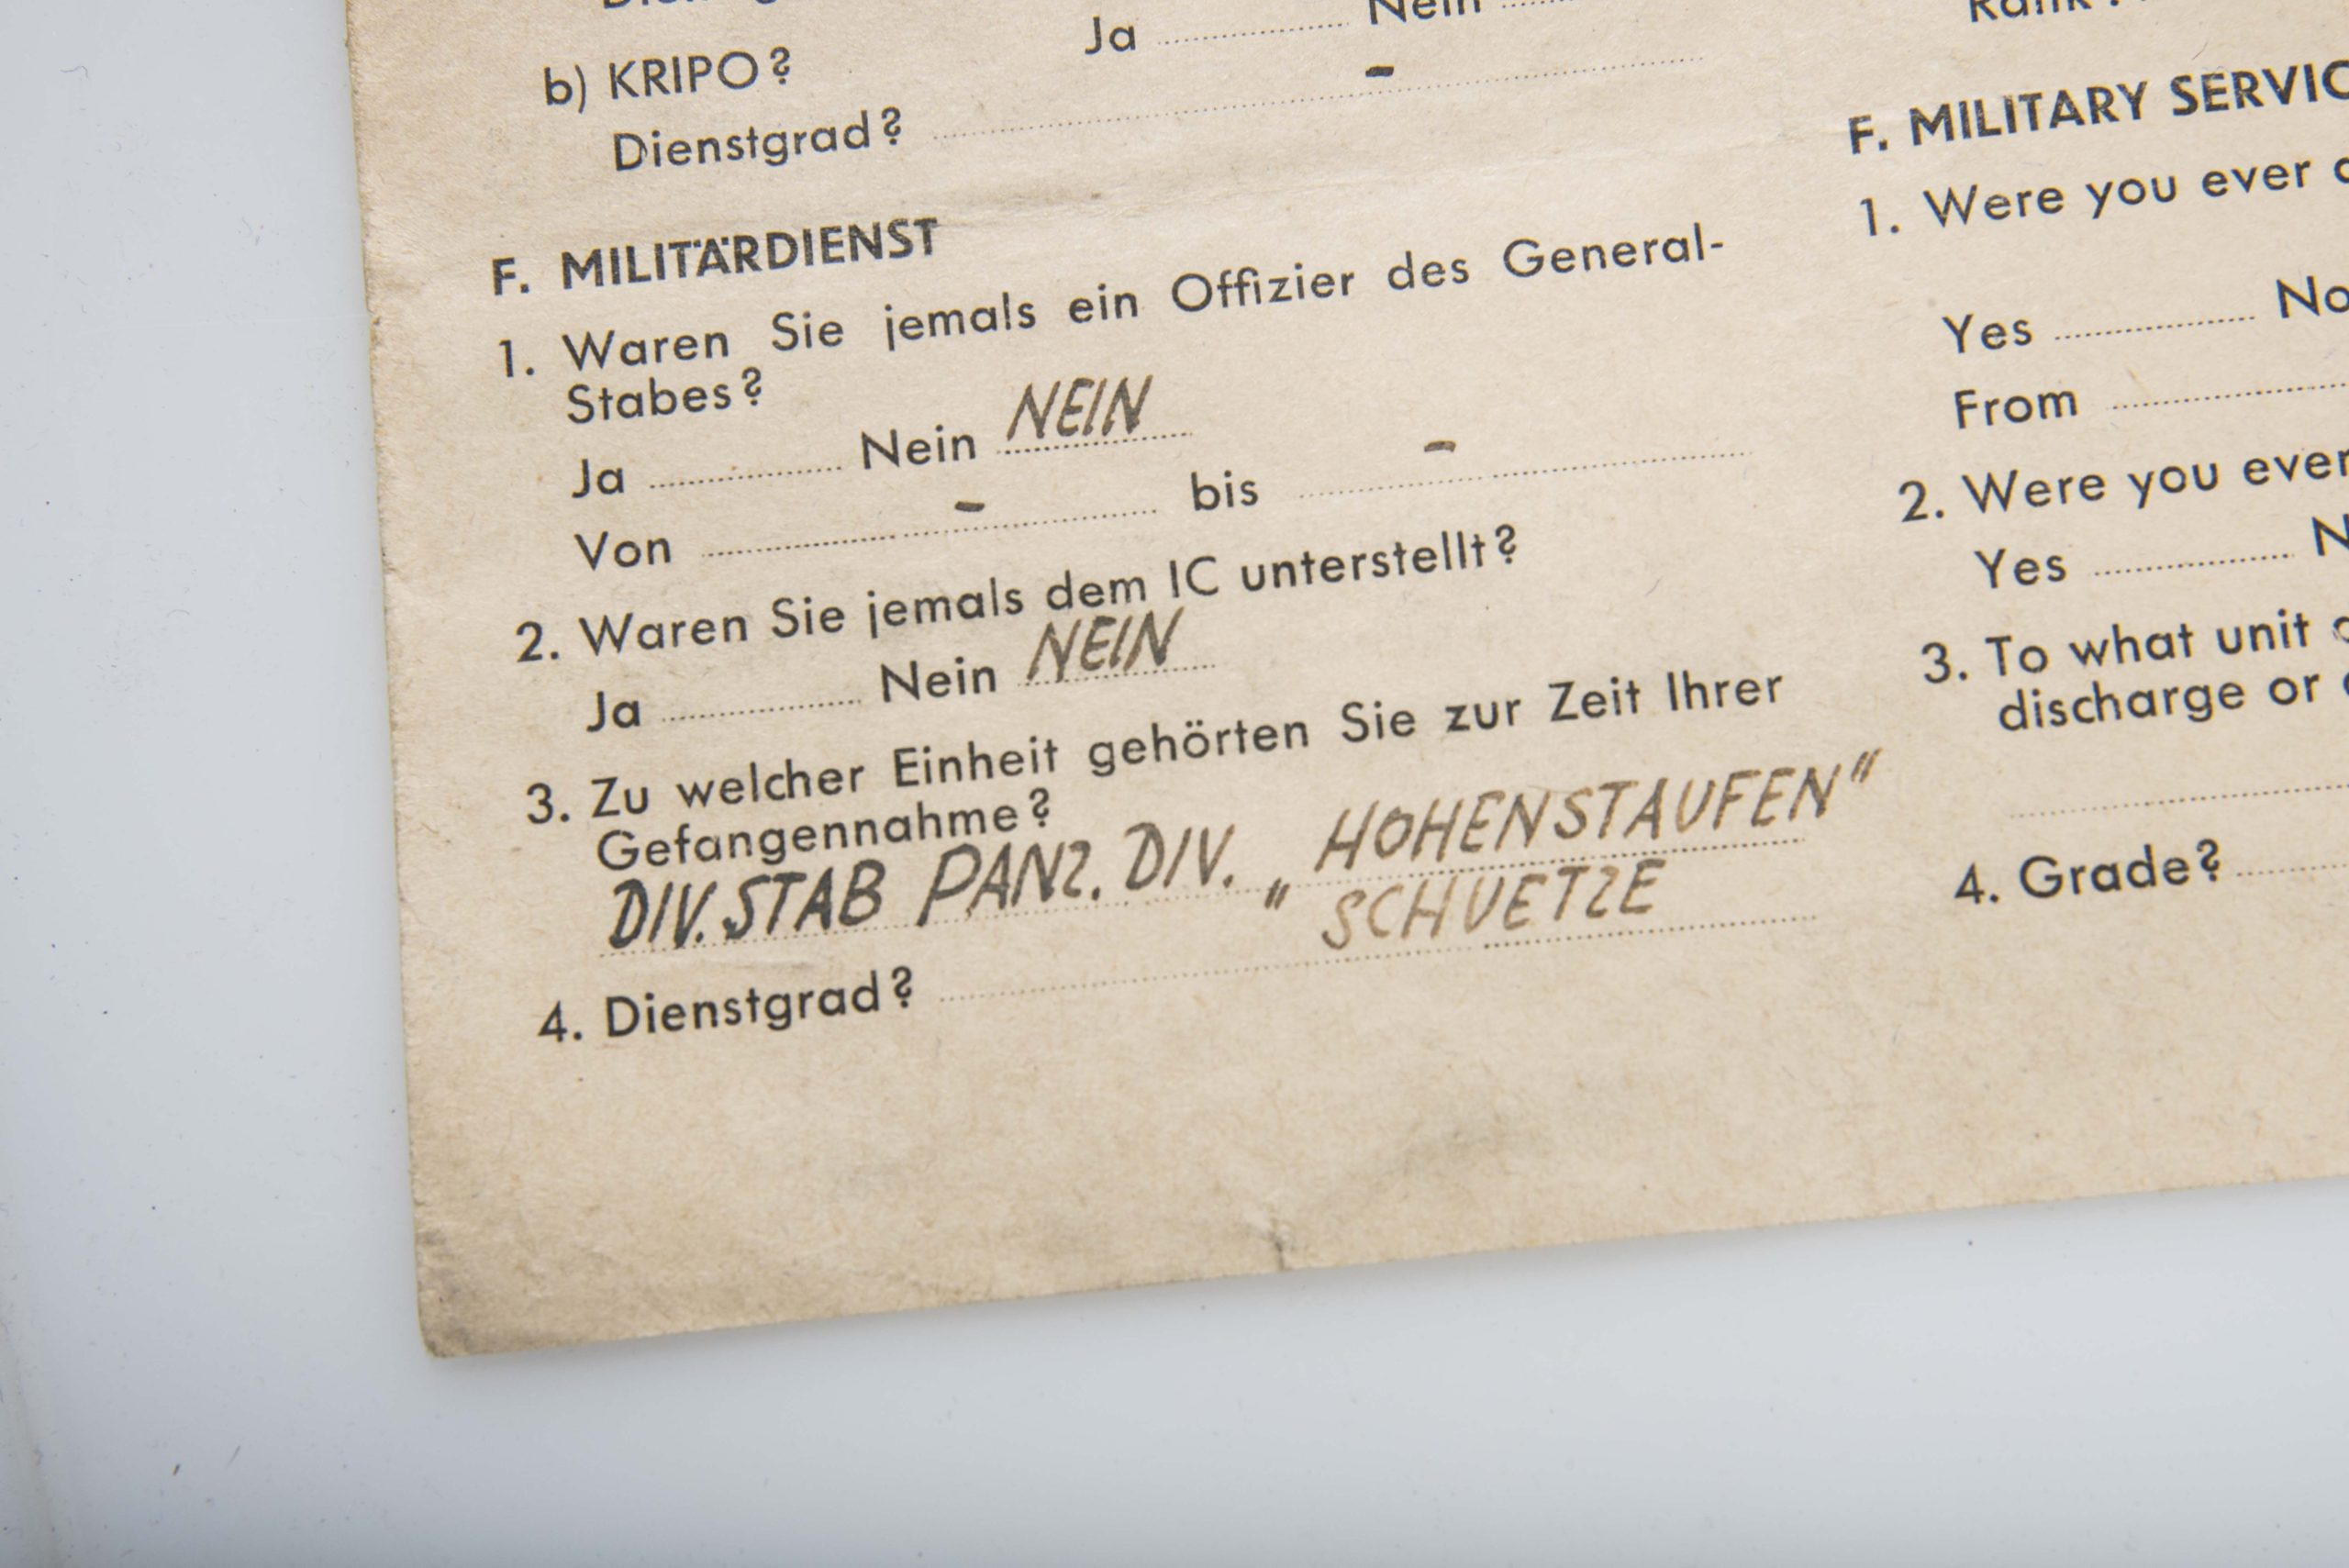 Ja .......... Nein ..........
b) KRIPO?
Dienstgrad? .......... - ..........
F. MILITÄRDIENST
1. Waren Sie jemals ein Offizier des General-
Stabes?
Ja .......... Nein NEIN
Von .......... - .......... bis .......... - ..........
2. Waren Sie jemals dem IC unterstellt?
Ja .......... Nein NEIN
3. Zu welcher Einheit gehörten Sie zur Zeit Ihrer
Gefangennahme?
DIV. STAB PANZ. DIV. „HOHENSTAUFEN"
4. Dienstgrad? SCHUETZE
F. MILITARY
1. Were you ever
Yes .......... No
From ..........
2. Were you ever
Yes ..........
3. To what unit
discharge or
4. Grade? ..........